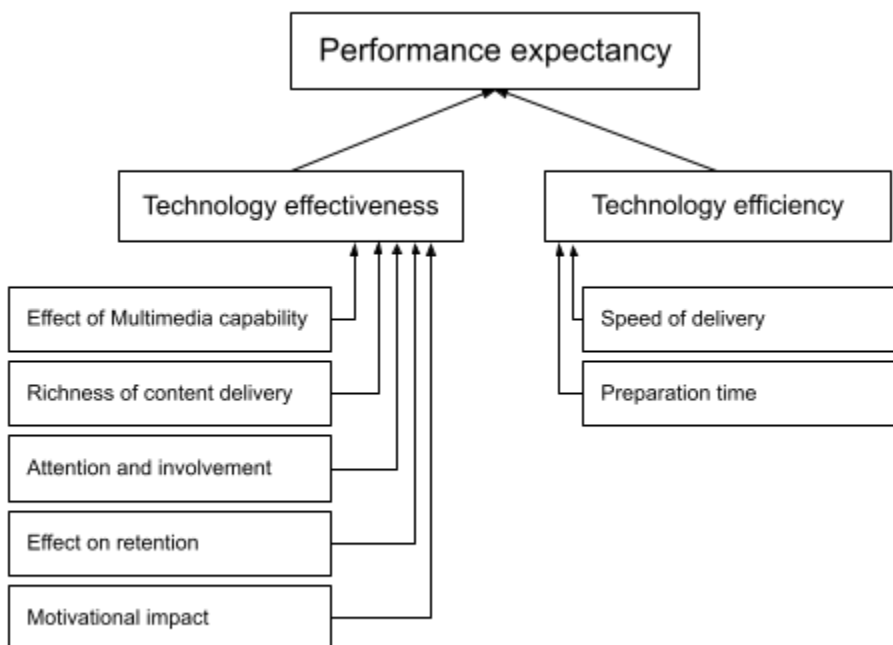 Performance expectancy
Technology effectiveness
Technology efficiency
Effect of Multimedia capability
Richness of content delivery
Attention and involvement
Effect on retention
Motivational impact
Speed of delivery
Preparation time